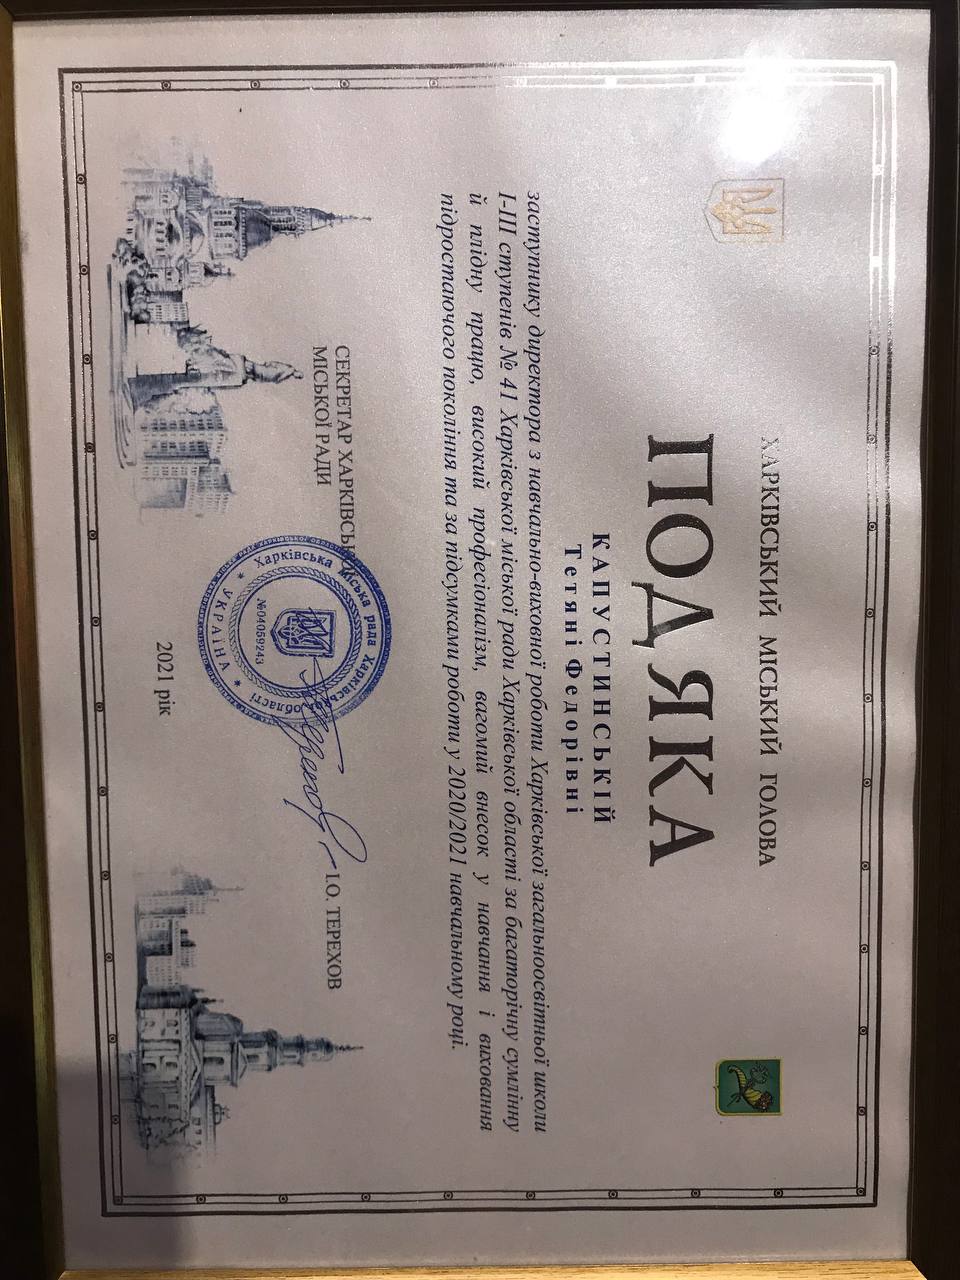 ХАРКІВСЬКИЙ МІСЬКИЙ ГОЛОВА
ПОДЯКА
КАПУСТИНСЬКІЙ
Тетяні Федорівні
заступнику директора з навчально-виховної роботи Харківської загальноосвітньої школи
І-ІІІ ступенів № 41 Харківської міської ради Харківської області за багаторічну сумлінну
й плідну працю, високий професіоналізм, вагомий внесок у навчання і виховання
підростаючого покоління та за підсумками роботи у 2020/2021 навчальному році.
СЕКРЕТАР ХАРКІВСЬ
МІСЬКОЇ РАДИ
І.О. ТЕРЕХОВ
Харківська міська рада Харківської області
* УКРАЇНА *
№04059243
2021 рік